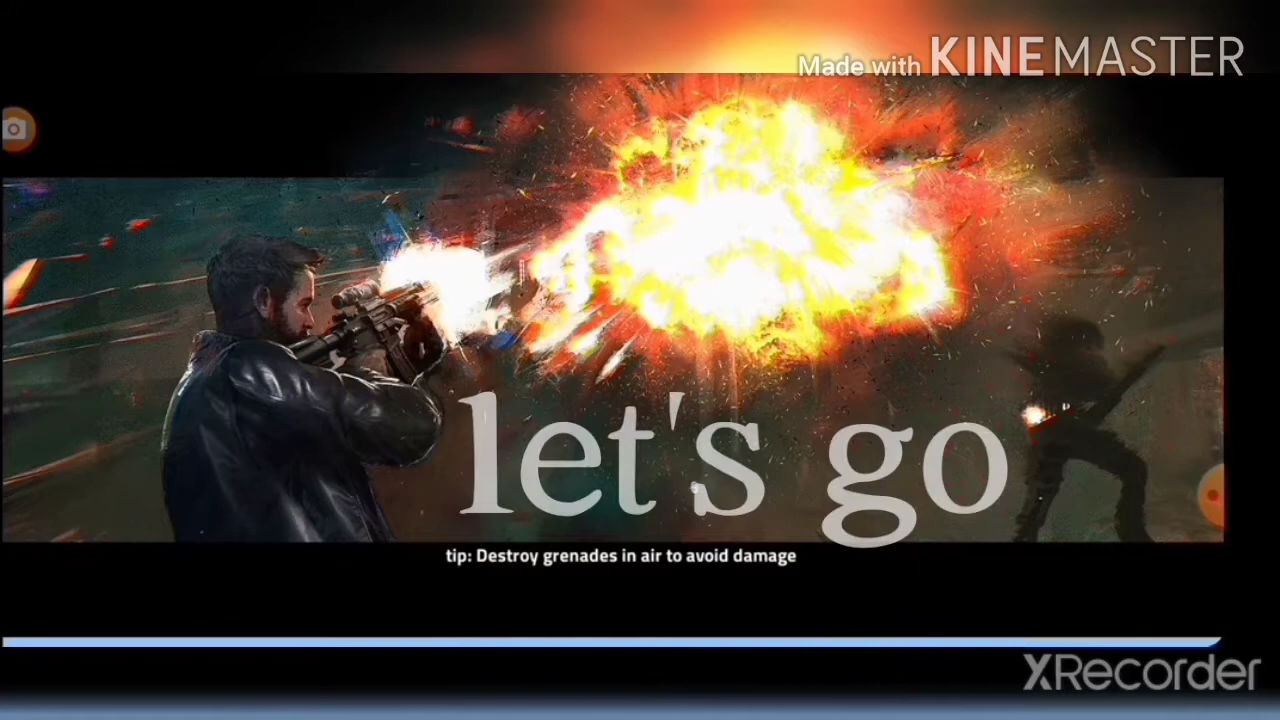 Made with KINEMASTER
let's go
tip: Destroy grenades in air to avoid damage
XRecorder